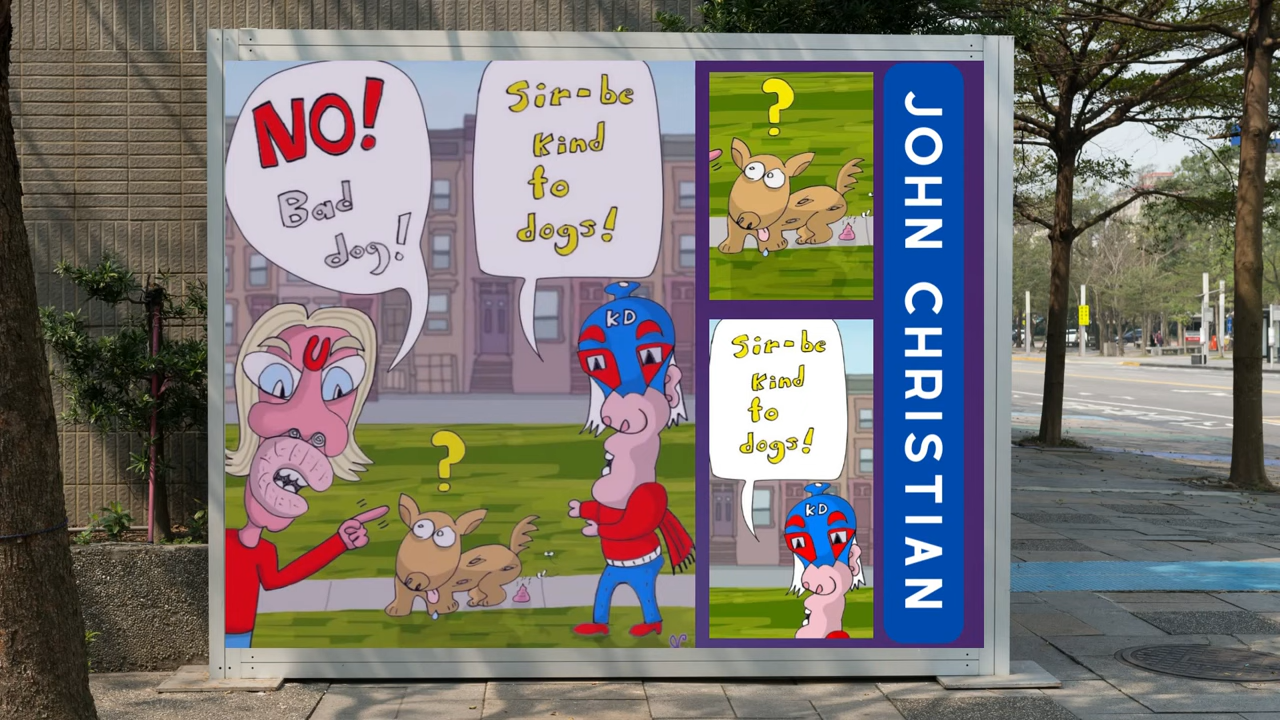 NO!
Bad
dog!
Sir-be
kind
to
dogs!
U
KD
?
?
Sir-be
kind
to
dogs!
KD
JOHN CHRISTIAN